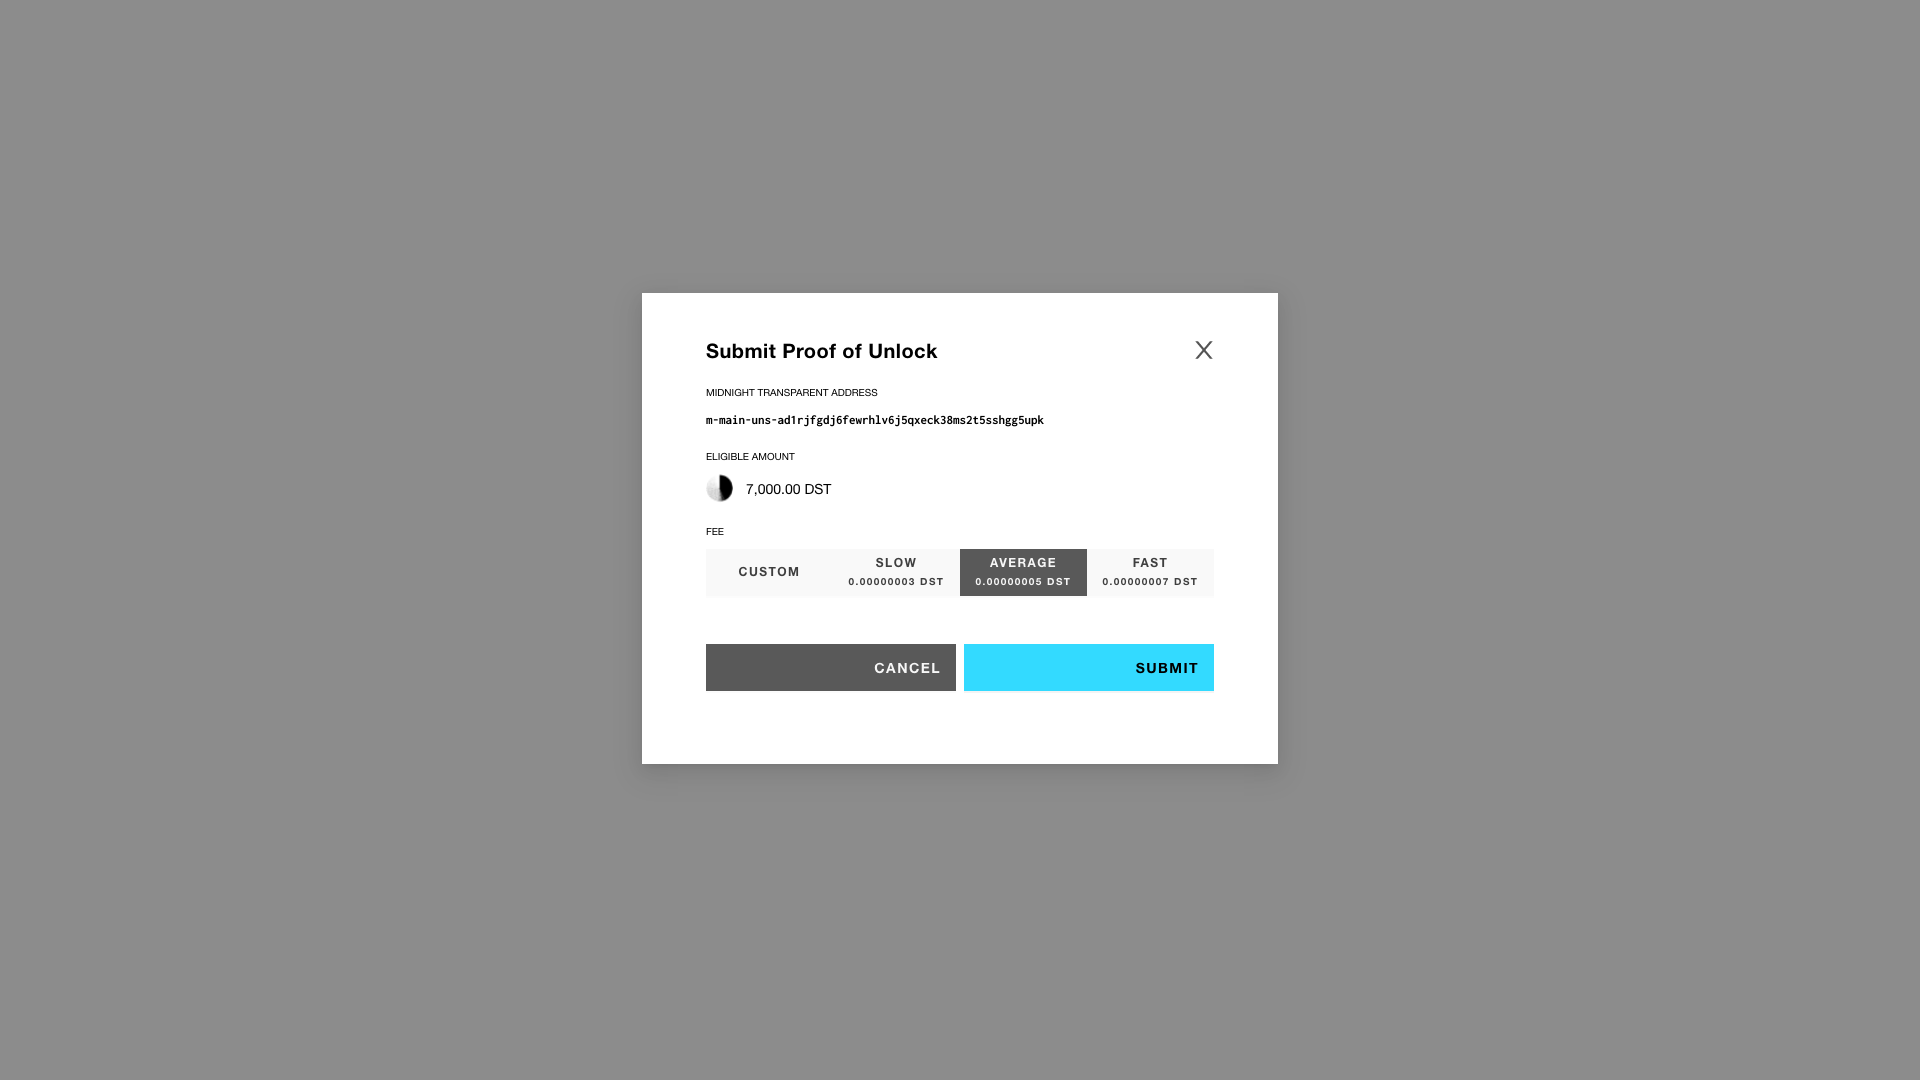 Submit Proof of Unlock
X
MIDNIGHT TRANSPARENT ADDRESS
m-main-uns-ad1rjfgdj6fewrhlv6j5qxeck38ms2t5sshgg5upk
ELIGIBLE AMOUNT
7,000.00 DST
FEE
CUSTOM
SLOW
0.00000003 DST
AVERAGE
0.00000005 DST
FAST
0.00000007 DST
CANCEL
SUBMIT